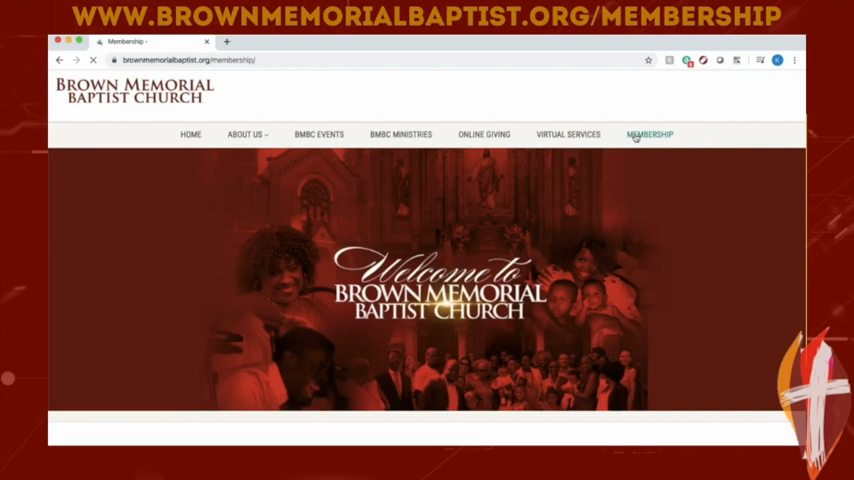 WWW.BROWNMEMORIALBAPTIST.ORG/MEMBERSHIP
Membership -
brownmemorialbaptist.org/membership/
BROWN MEMORIAL
BAPTIST CHURCH
HOME ABOUT US BMBC EVENTS BMBC MINISTRIES ONLINE GIVING VIRTUAL SERVICES MEMBERSHIP
Welcome to
BROWN MEMORIAL
BAPTIST CHURCH